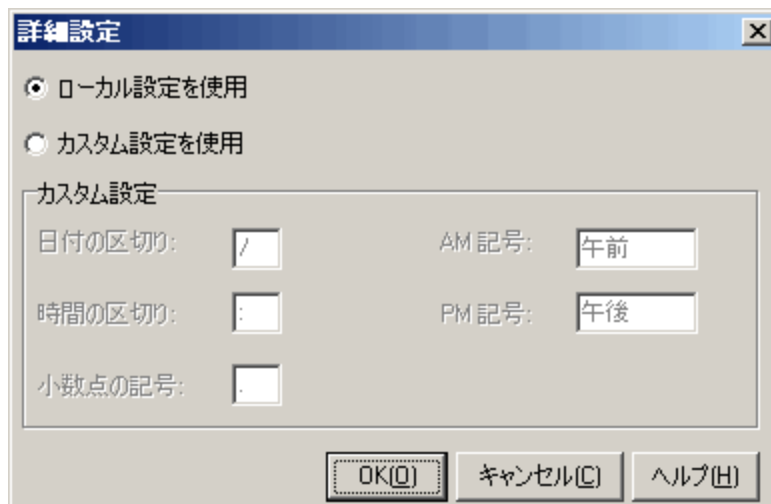 詳細設定
ローカル設定を使用
カスタム設定を使用
カスタム設定
日付の区切り: / AM 記号: 午前
時間の区切り: : PM 記号: 午後
小数点の記号: .
OK(O) キャンセル(C) ヘルプ(H)